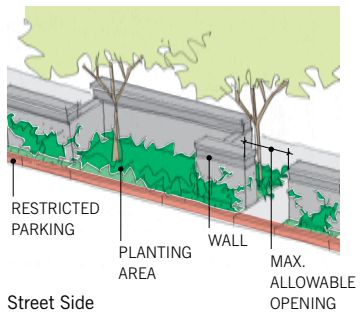 RESTRICTED
PARKING
PLANTING
AREA
WALL
MAX.
ALLOWABLE
OPENING
Street Side